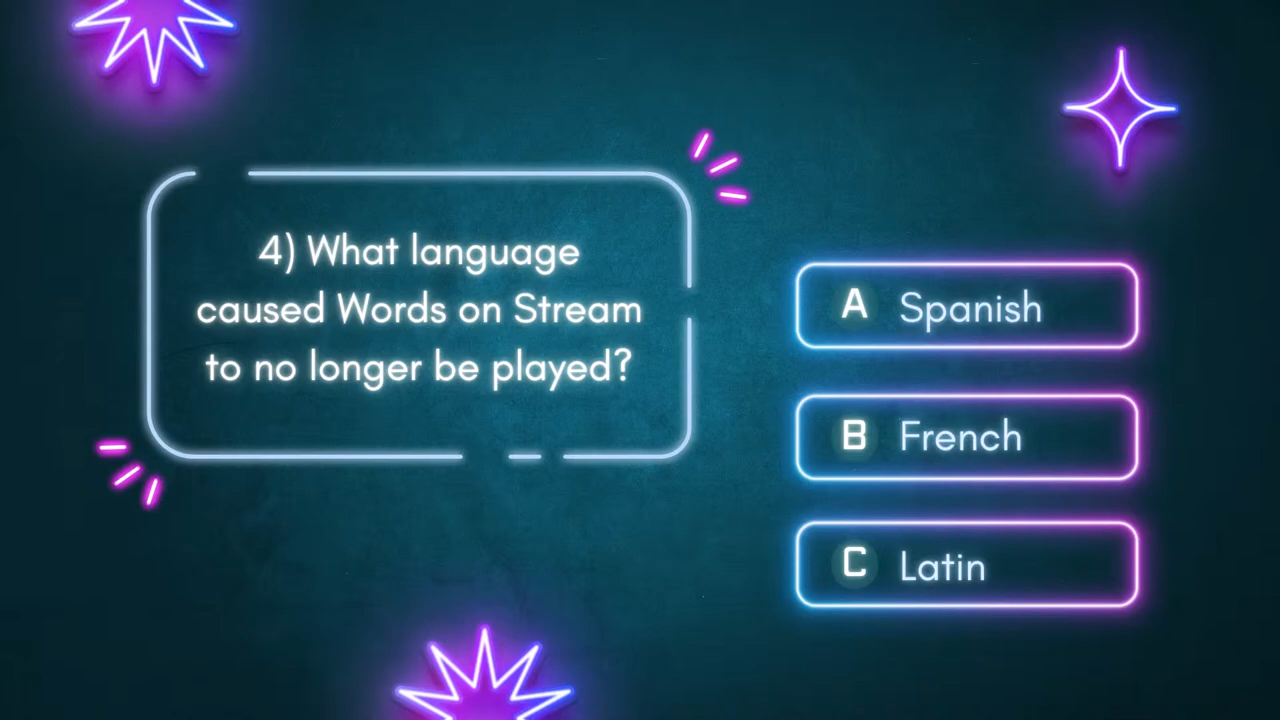 4) What language
caused Words on Stream
to no longer be played?
A Spanish
B French
C Latin